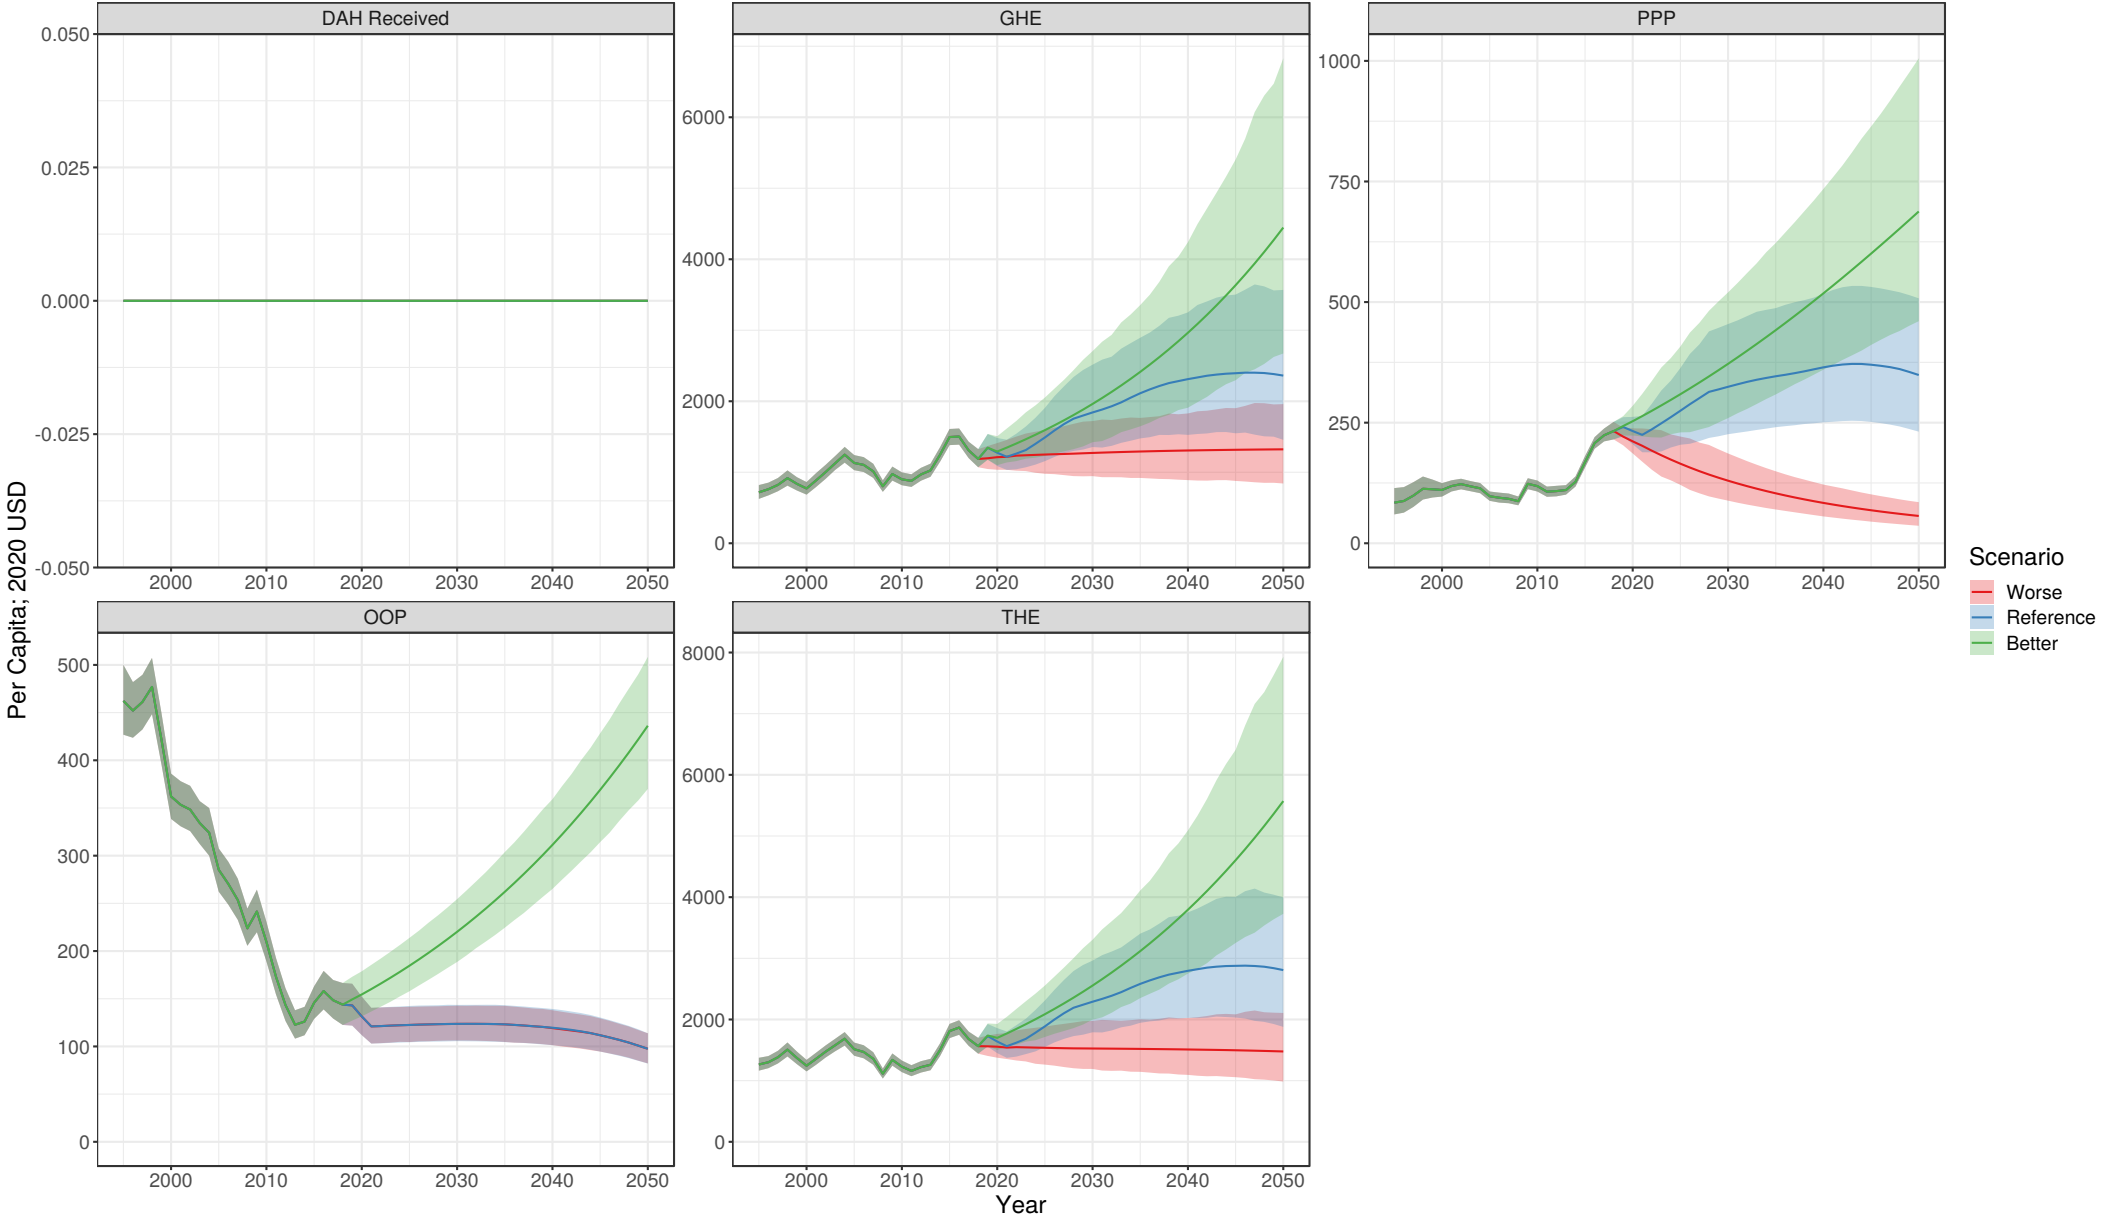 DAH Received
GHE
PPP
0.050
0.025
0.000
-0.025
-0.050
6000
4000
2000
0
1000
750
500
250
0
2000 2010 2020 2030 2040 2050
2000 2010 2020 2030 2040 2050
2000 2010 2020 2030 2040 2050
OOP
THE
500
400
300
200
100
0
8000
6000
4000
2000
0
2000 2010 2020 2030 2040 2050
2000 2010 2020 2030 2040 2050
Year
Per Capita; 2020 USD
Scenario
Worse
Reference
Better